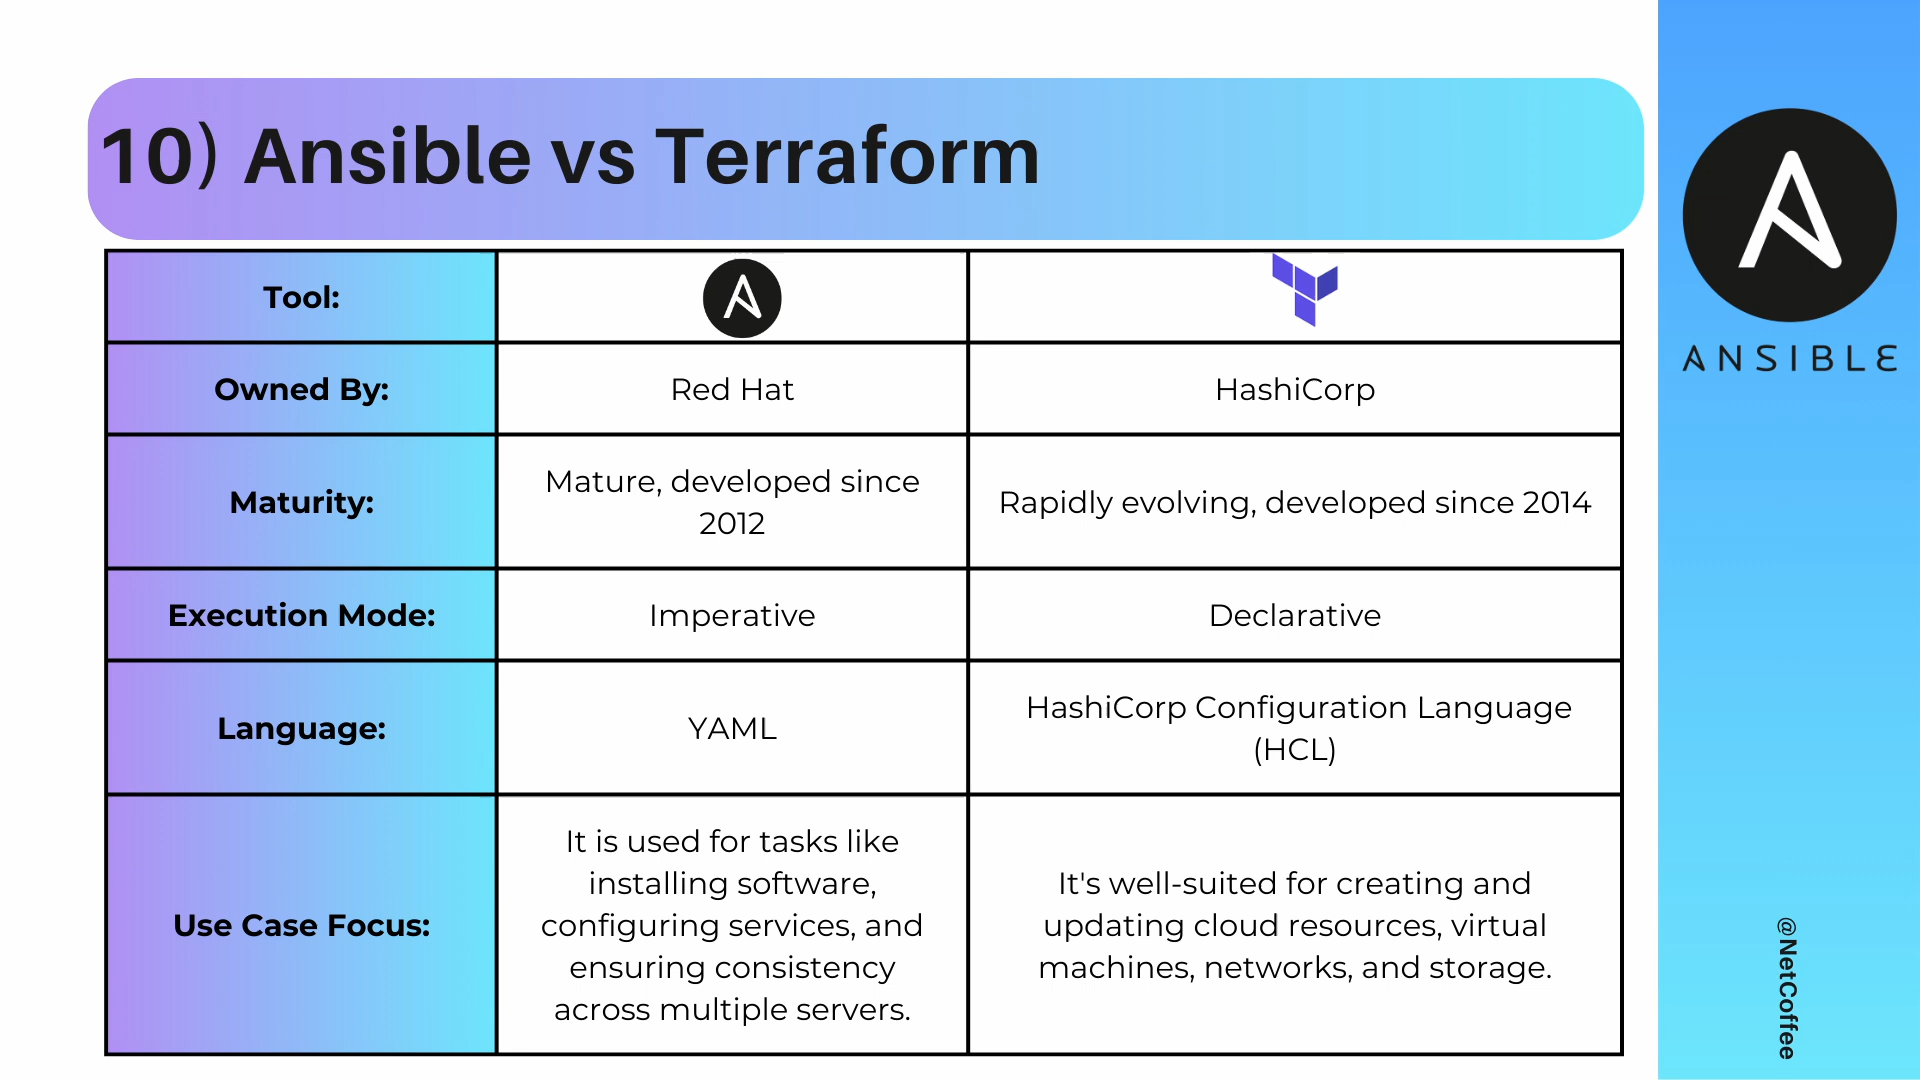 10) Ansible vs Terraform
Tool:
Owned By:
Red Hat
HashiCorp
Maturity:
Mature, developed since
2012
Rapidly evolving, developed since 2014
Execution Mode:
Imperative
Declarative
Language:
YAML
HashiCorp Configuration Language
(HCL)
Use Case Focus:
It is used for tasks like
installing software,
configuring services, and
ensuring consistency
across multiple servers.
It's well-suited for creating and
updating cloud resources, virtual
machines, networks, and storage.
ANSIBLE
@NetCoffee